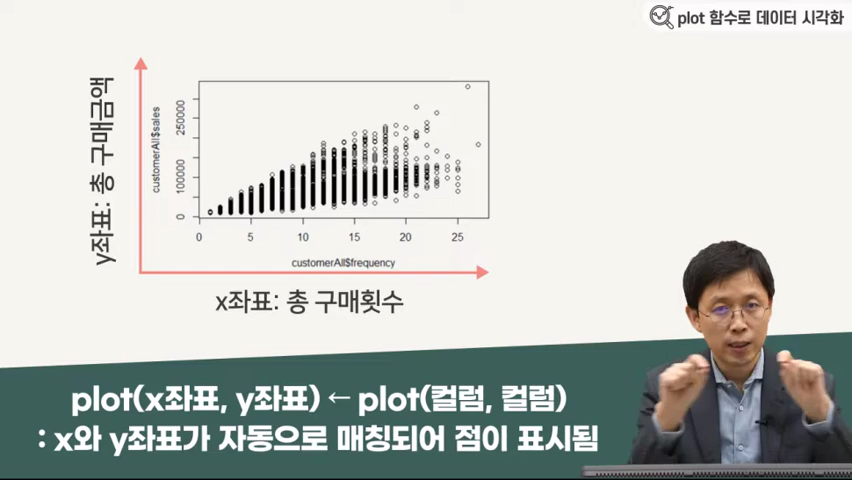 plot 함수로 데이터 시각화
y좌표: 총 구매금액
customerAll$sales
250000
100000
0
0 5 10 15 20 25
customerAll$frequency
x좌표: 총 구매횟수
plot(x좌표, y좌표) ← plot(컬럼, 컬럼)
: x와 y좌표가 자동으로 매칭되어 점이 표시됨